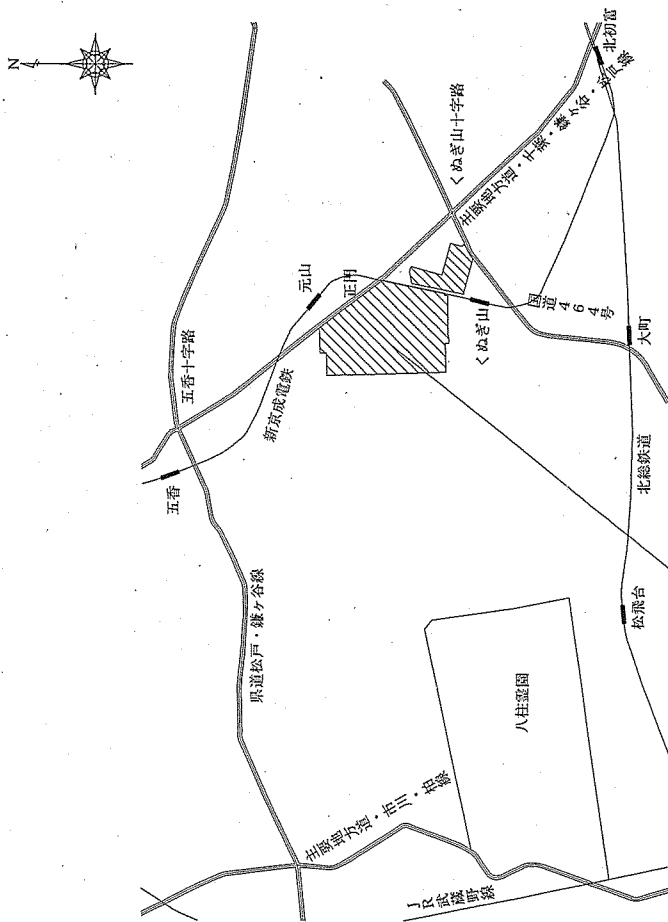 N
五香十字路
五香
新京成電鉄
元山
正門
くぬぎ山十字路
主要地方道・千葉・鎌ヶ谷・松戸線
北初富
くぬぎ山
国道464号
大町
北総鉄道
松飛台
県道松戸・鎌ヶ谷線
八柱霊園
主要地方道・市川・柏線
JR武蔵野線